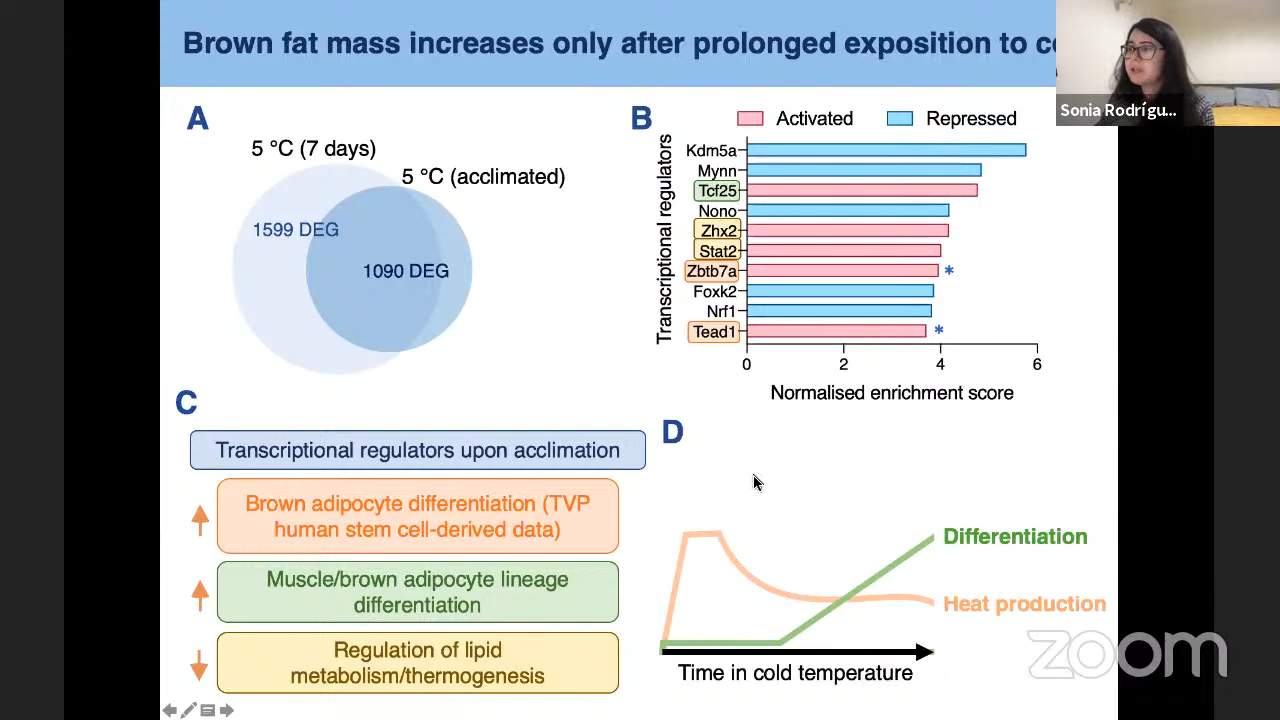 Brown fat mass increases only after prolonged exposition to
Sonia Rodrígu...
A
5 °C (7 days)
5 °C (acclimated)
1599 DEG
1090 DEG
B
Activated
Repressed
Transcriptional regulators
Kdm5a
Mynn
Tcf25
Nono
Zhx2
Stat2
Zbtb7a
*
Foxk2
Nrf1
Tead1
*
0 2 4 6
Normalised enrichment score
C
Transcriptional regulators upon acclimation
Brown adipocyte differentiation (TVP
human stem cell-derived data)
Muscle/brown adipocyte lineage
differentiation
Regulation of lipid
metabolism/thermogenesis
D
Differentiation
Heat production
Time in cold temperature
zoom